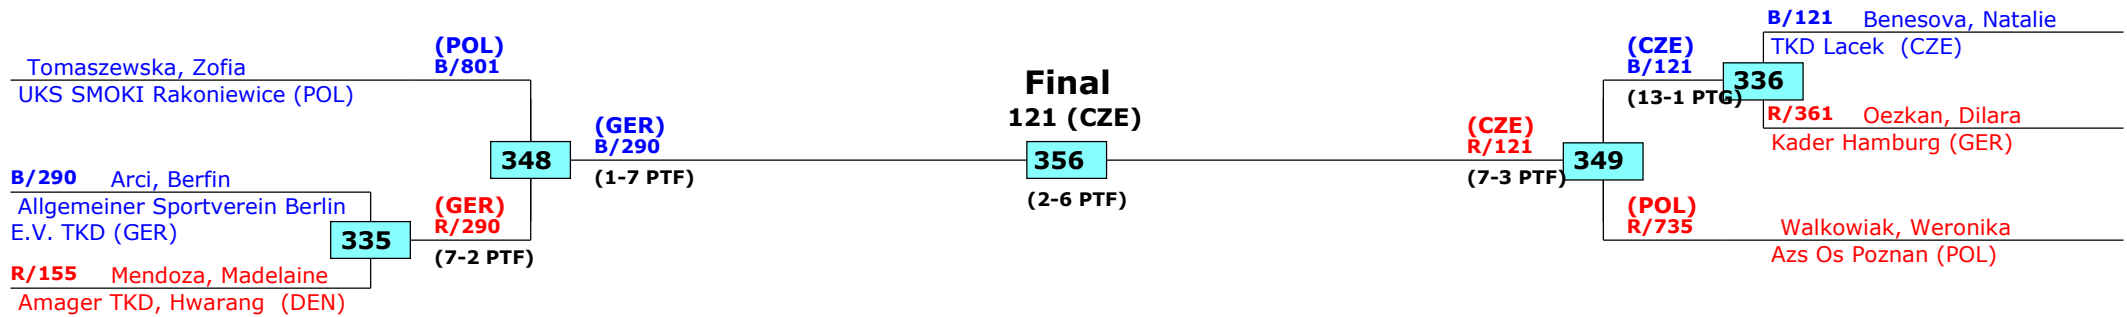 (POL)
B/801
Tomaszewska, Zofia
UKS SMOKI Rakoniewice (POL)
348
B/290 Arci, Berfin
Allgemeiner Sportverein Berlin
E.V. TKD (GER)
335
(GER)
R/290
(7-2 PTF)
R/155 Mendoza, Madelaine
Amager TKD, Hwarang (DEN)
(GER)
B/290
(1-7 PTF)
Final
121 (CZE)
356
(2-6 PTF)
(CZE)
R/121
(7-3 PTF)
349
(CZE)
B/121
(13-1 PTG)
336
B/121 Benesova, Natalie
TKD Lacek (CZE)
R/361 Oezkan, Dilara
Kader Hamburg (GER)
(POL)
R/735
Walkowiak, Weronika
Azs Os Poznan (POL)